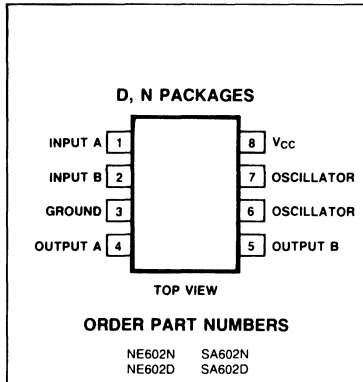 D, N PACKAGES
INPUT A 1 8 VCC
INPUT B 2 7 OSCILLATOR
GROUND 3 6 OSCILLATOR
OUTPUT A 4 5 OUTPUT B
TOP VIEW
ORDER PART NUMBERS
NE602N SA602N
NE602D SA602D